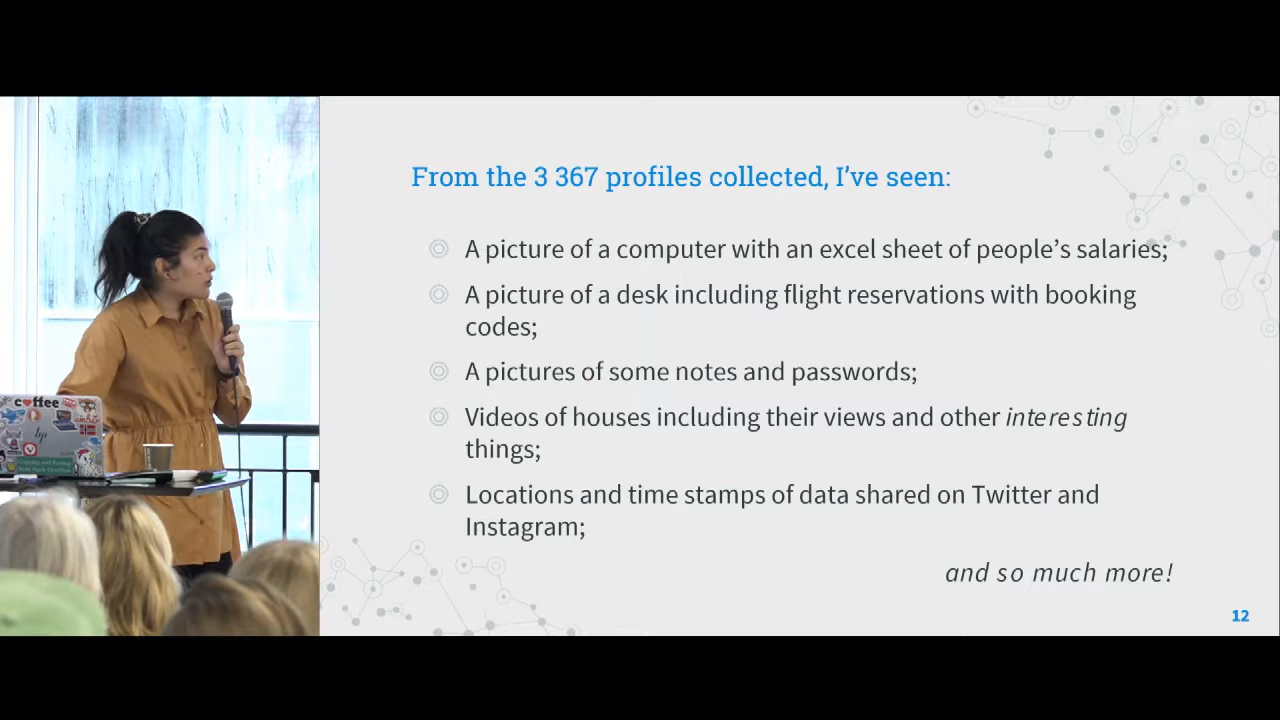 From the 3 367 profiles collected, I've seen:
A picture of a computer with an excel sheet of people's salaries;
A picture of a desk including flight reservations with booking
codes;
A pictures of some notes and passwords;
Videos of houses including their views and other interesting
things;
Locations and time stamps of data shared on Twitter and
Instagram;
and so much more!
12
c ffee
hp